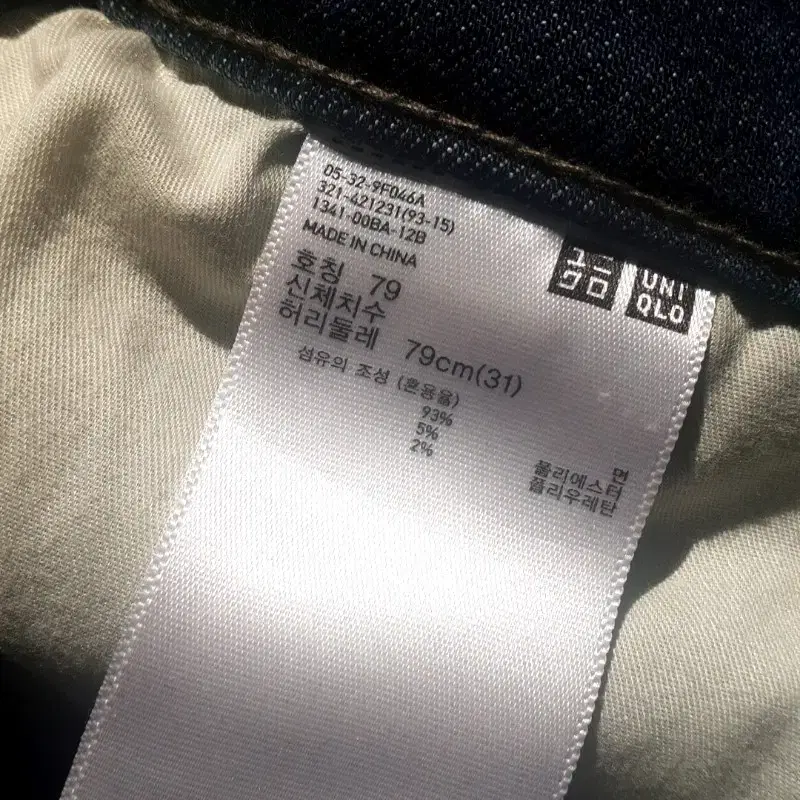 05-32-9F046A
321-421231(93-15)
1341-00BA-12B
MADE IN CHINA
ユニ
クロ
UNI
QLO
호칭 79
신체치수
허리둘레 79cm(31)
섬유의 조성 (혼용율)
93% 면
5% 폴리에스터
2% 폴리우레탄